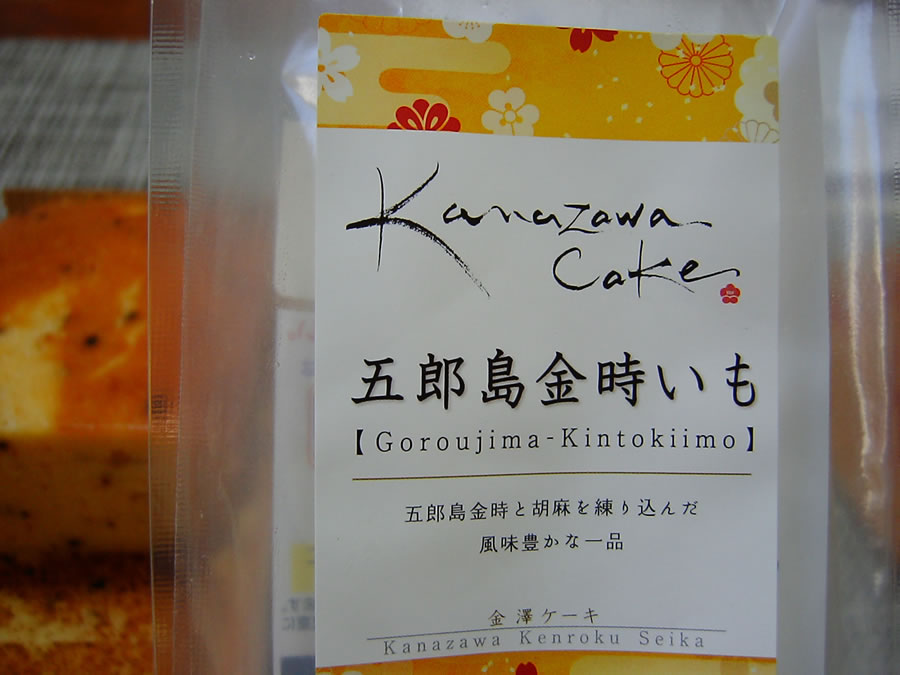 Kanazawa
Cake
五郎島金時いも
【Goroujima-Kintokiimo】
五郎島金時と胡麻を練り込んだ
風味豊かな一品
金澤ケーキ
Kanazawa Kenroku Seika